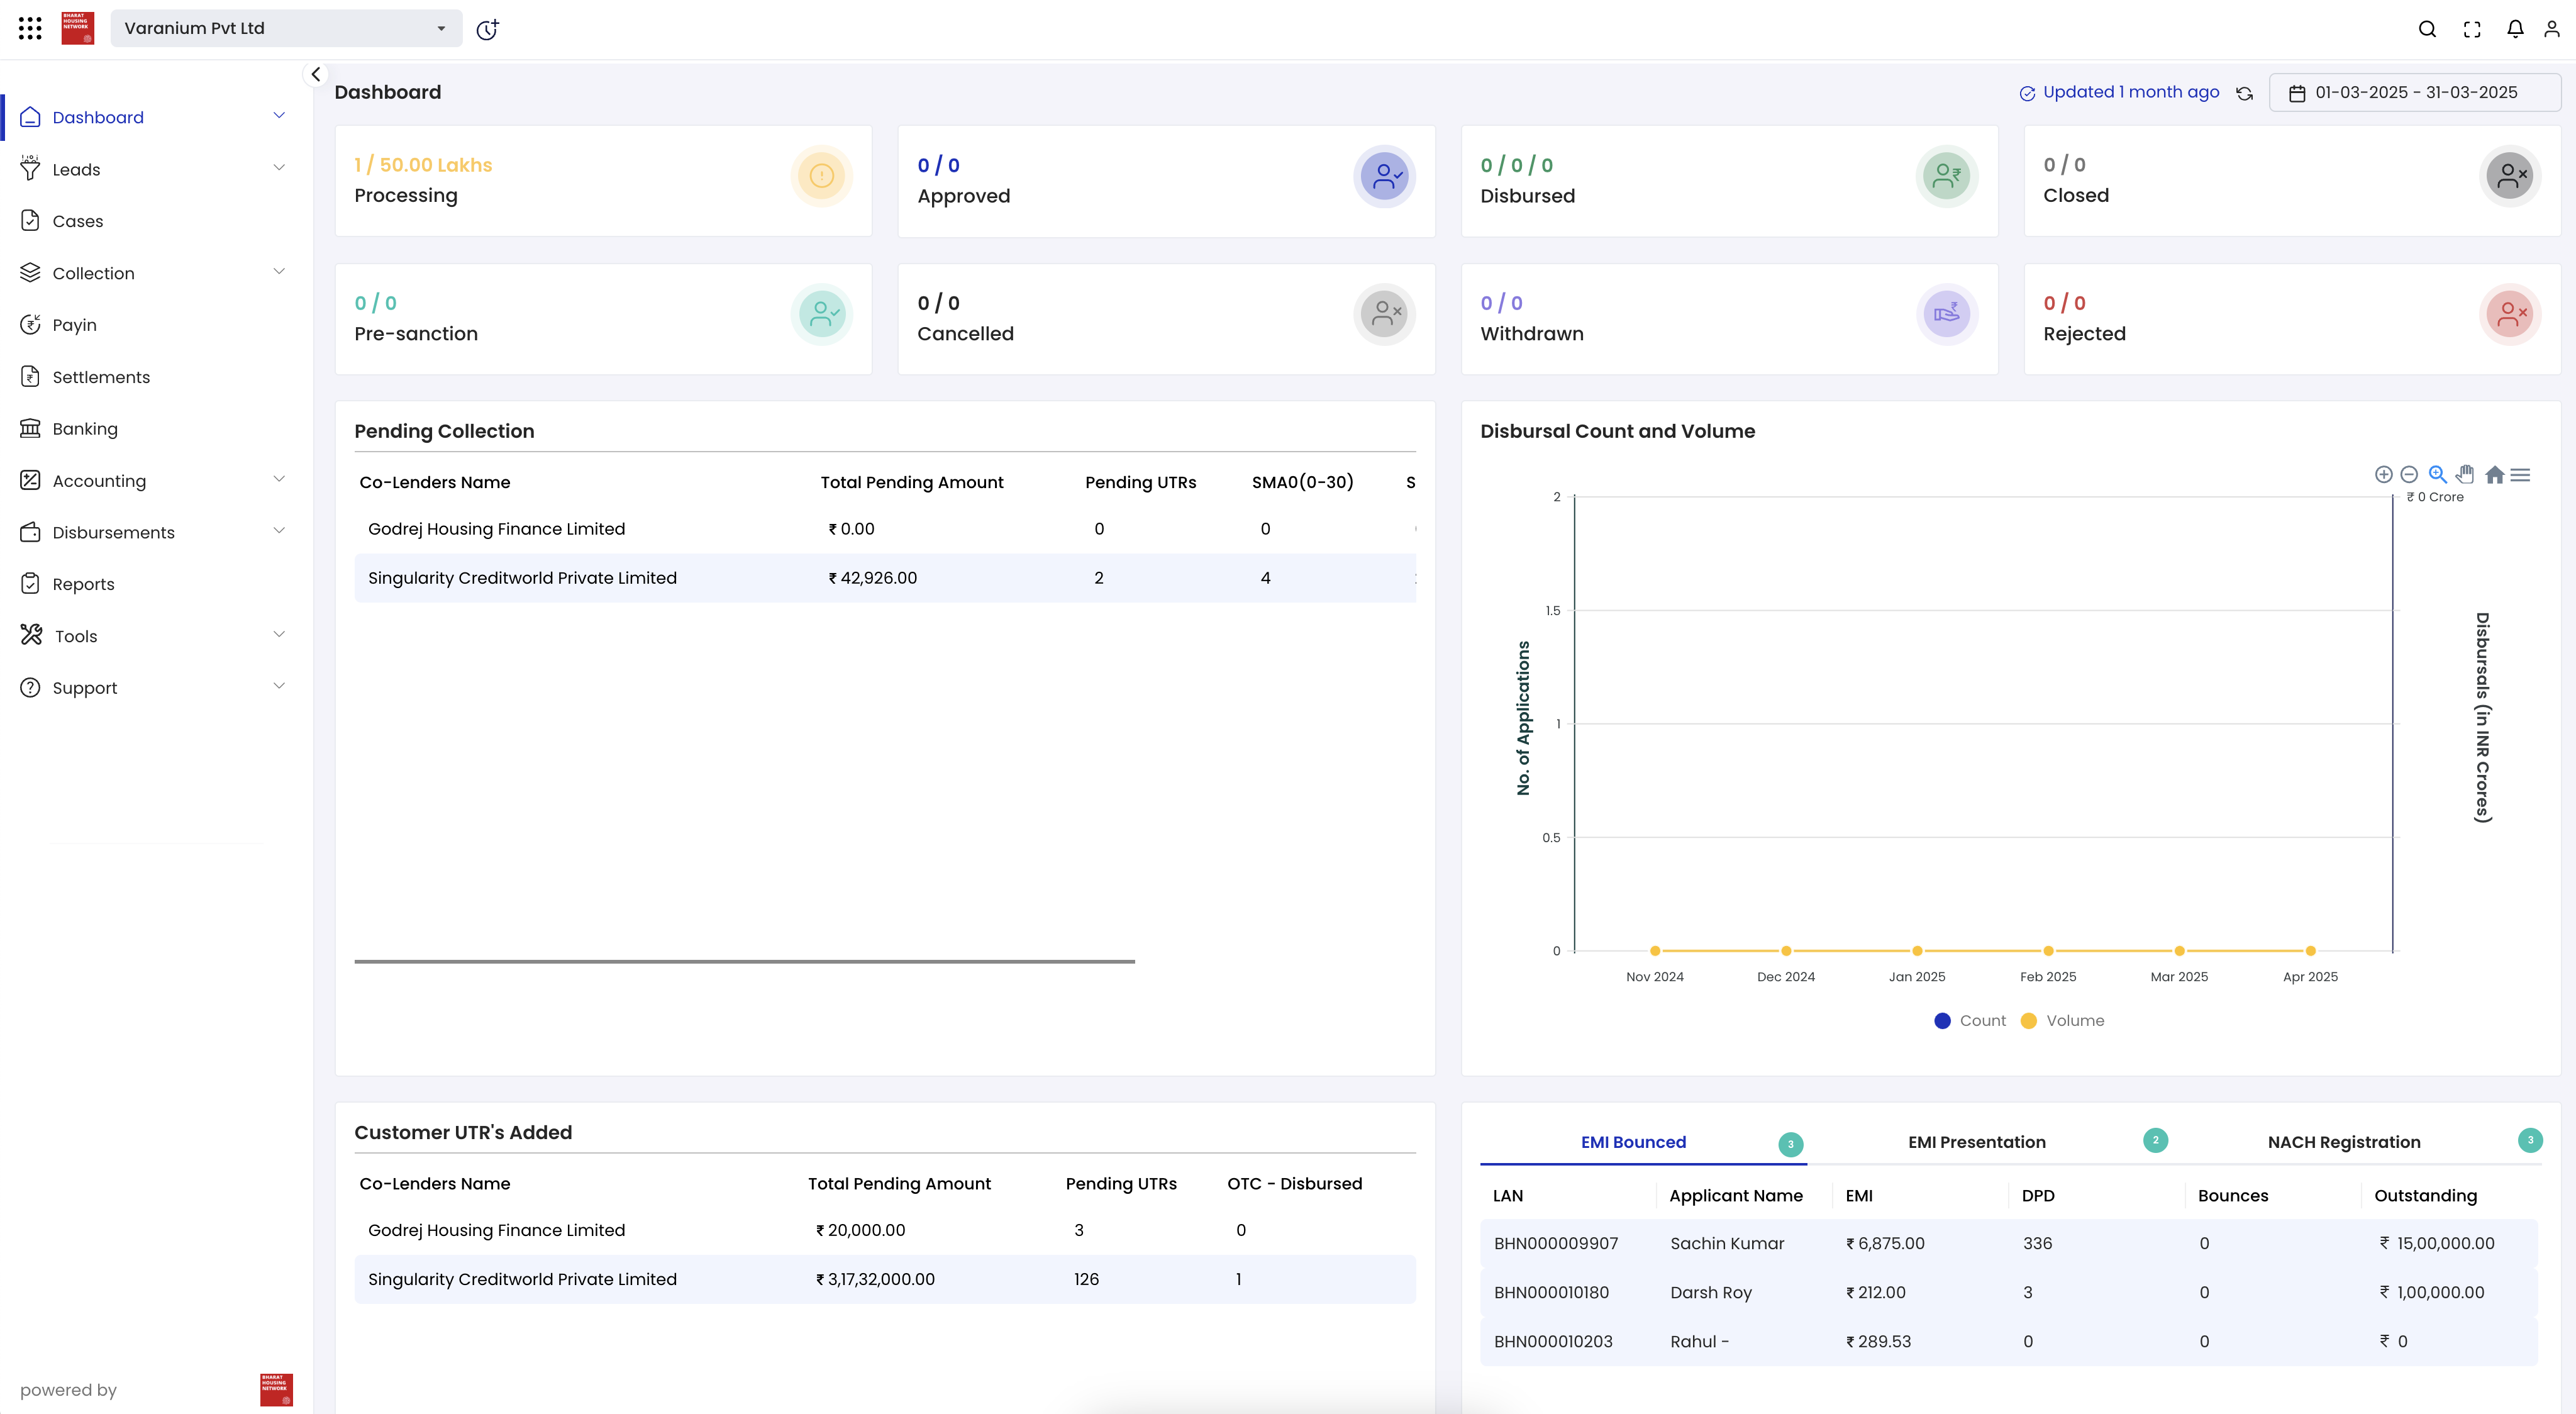 BHARAT
HOUSING
NETWORK
Varanium Pvt Ltd
Dashboard
Leads
Cases
Collection
Payin
Settlements
Banking
Accounting
Disbursements
Reports
Tools
Support
powered by
BHARAT
HOUSING
NETWORK
Dashboard
Updated 1 month ago
01-03-2025 - 31-03-2025
1 / 50.00 Lakhs
Processing
0 / 0
Approved
0 / 0 / 0
Disbursed
0 / 0
Closed
0 / 0
Pre-sanction
0 / 0
Cancelled
0 / 0
Withdrawn
0 / 0
Rejected
Pending Collection
Co-Lenders Name Total Pending Amount Pending UTRs SMA0(0-30) S
Godrej Housing Finance Limited ₹ 0.00 0 0
Singularity Creditworld Private Limited ₹ 42,926.00 2 4
Disbursal Count and Volume
₹ 0 Crore
2
1.5
1
0.5
0
No. of Applications
Disbursals (in INR Crores)
Nov 2024 Dec 2024 Jan 2025 Feb 2025 Mar 2025 Apr 2025
Count Volume
Customer UTR's Added
Co-Lenders Name Total Pending Amount Pending UTRs OTC - Disbursed
Godrej Housing Finance Limited ₹ 20,000.00 3 0
Singularity Creditworld Private Limited ₹ 3,17,32,000.00 126 1
EMI Bounced 3 EMI Presentation 2 NACH Registration 3
LAN Applicant Name EMI DPD Bounces Outstanding
BHN000009907 Sachin Kumar ₹ 6,875.00 336 0 ₹ 15,00,000.00
BHN000010180 Darsh Roy ₹ 212.00 3 0 ₹ 1,00,000.00
BHN000010203 Rahul - ₹ 289.53 0 0 ₹ 0